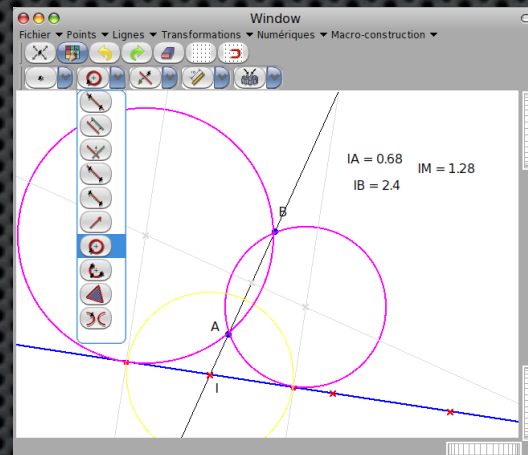 Window
Fichier Points Lignes Transformations Numériques Macro-construction
IA = 0.68
IM = 1.28
IB = 2.4
B
A
I